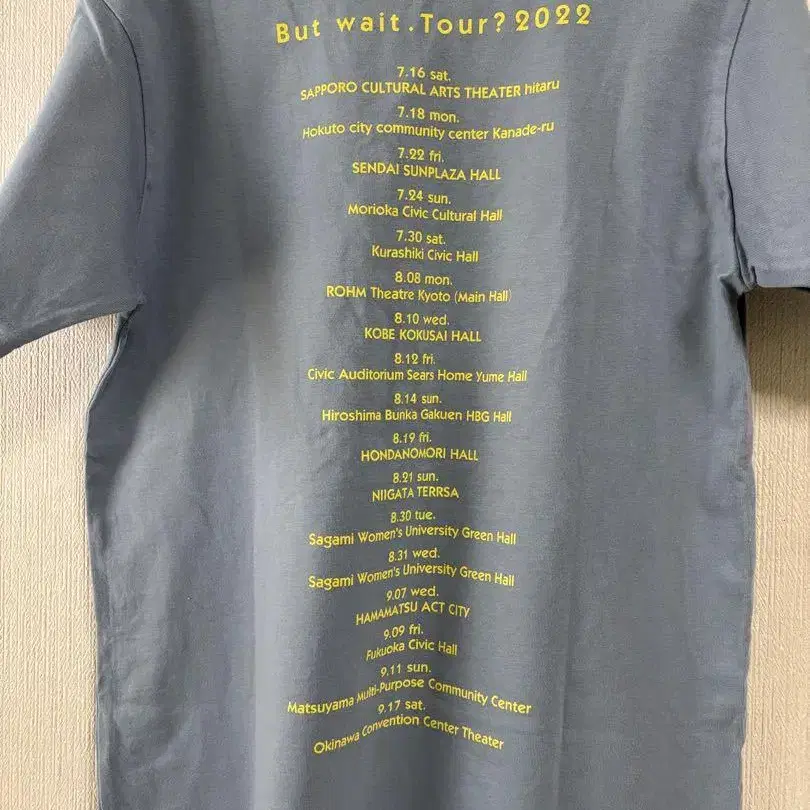 But wait. Tour? 2022
7.16 sat.
SAPPORO CULTURAL ARTS THEATER hitaru
7.18 mon.
Hokuto city community center Kanade-ru
7.22 fri.
SENDAI SUNPLAZA HALL
7.24 sun.
Morioka Civic Cultural Hall
7.30 sat.
Kurashiki Civic Hall
8.08 mon.
ROHM Theatre Kyoto (Main Hall)
8.10 wed.
KOBE KOKUSAI HALL
8.12 fri.
Civic Auditorium Sears Home Yume Hall
8.14 sun.
Hiroshima Bunka Gakuen HBG Hall
8.19 fri.
HONDANOMORI HALL
8.21 sun.
NIIGATA TERRSA
8.30 tue.
Sagami Women's University Green Hall
8.31 wed.
Sagami Women's University Green Hall
9.07 wed.
HAMAMATSU ACT CITY
9.09 fri.
Fukuoka Civic Hall
9.11 sun.
Matsuyama Multi-Purpose Community Center
9.17 sat.
Okinawa Convention Center Theater